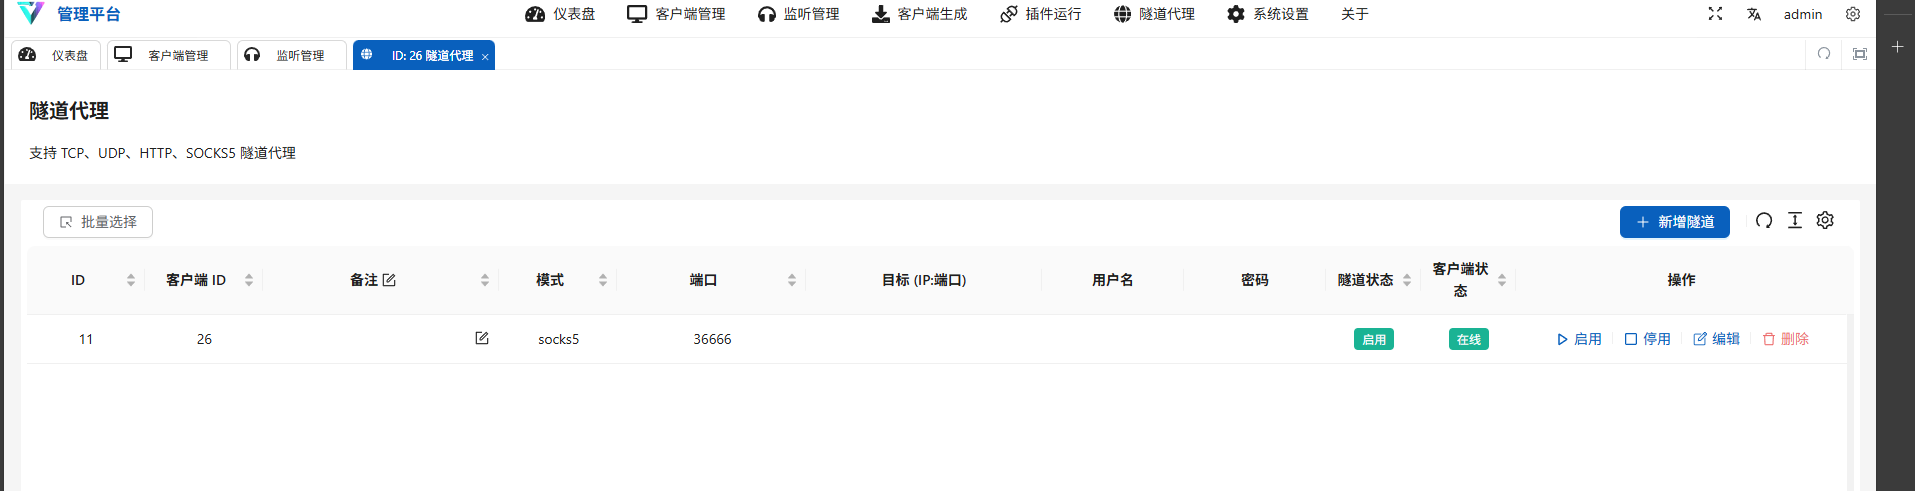 管理平台 仪表盘 客户端管理 监听管理 客户端生成 插件运行 隧道代理 系统设置 关于 admin
仪表盘 客户端管理 监听管理 ID: 26 隧道代理
隧道代理
支持 TCP、UDP、HTTP、SOCKS5 隧道代理
批量选择 新增隧道
ID 客户端 ID 备注 模式 端口 目标 (IP:端口) 用户名 密码 隧道状态 客户端状态 操作
11 26 socks5 36666 启用 在线 启用 停用 编辑 删除